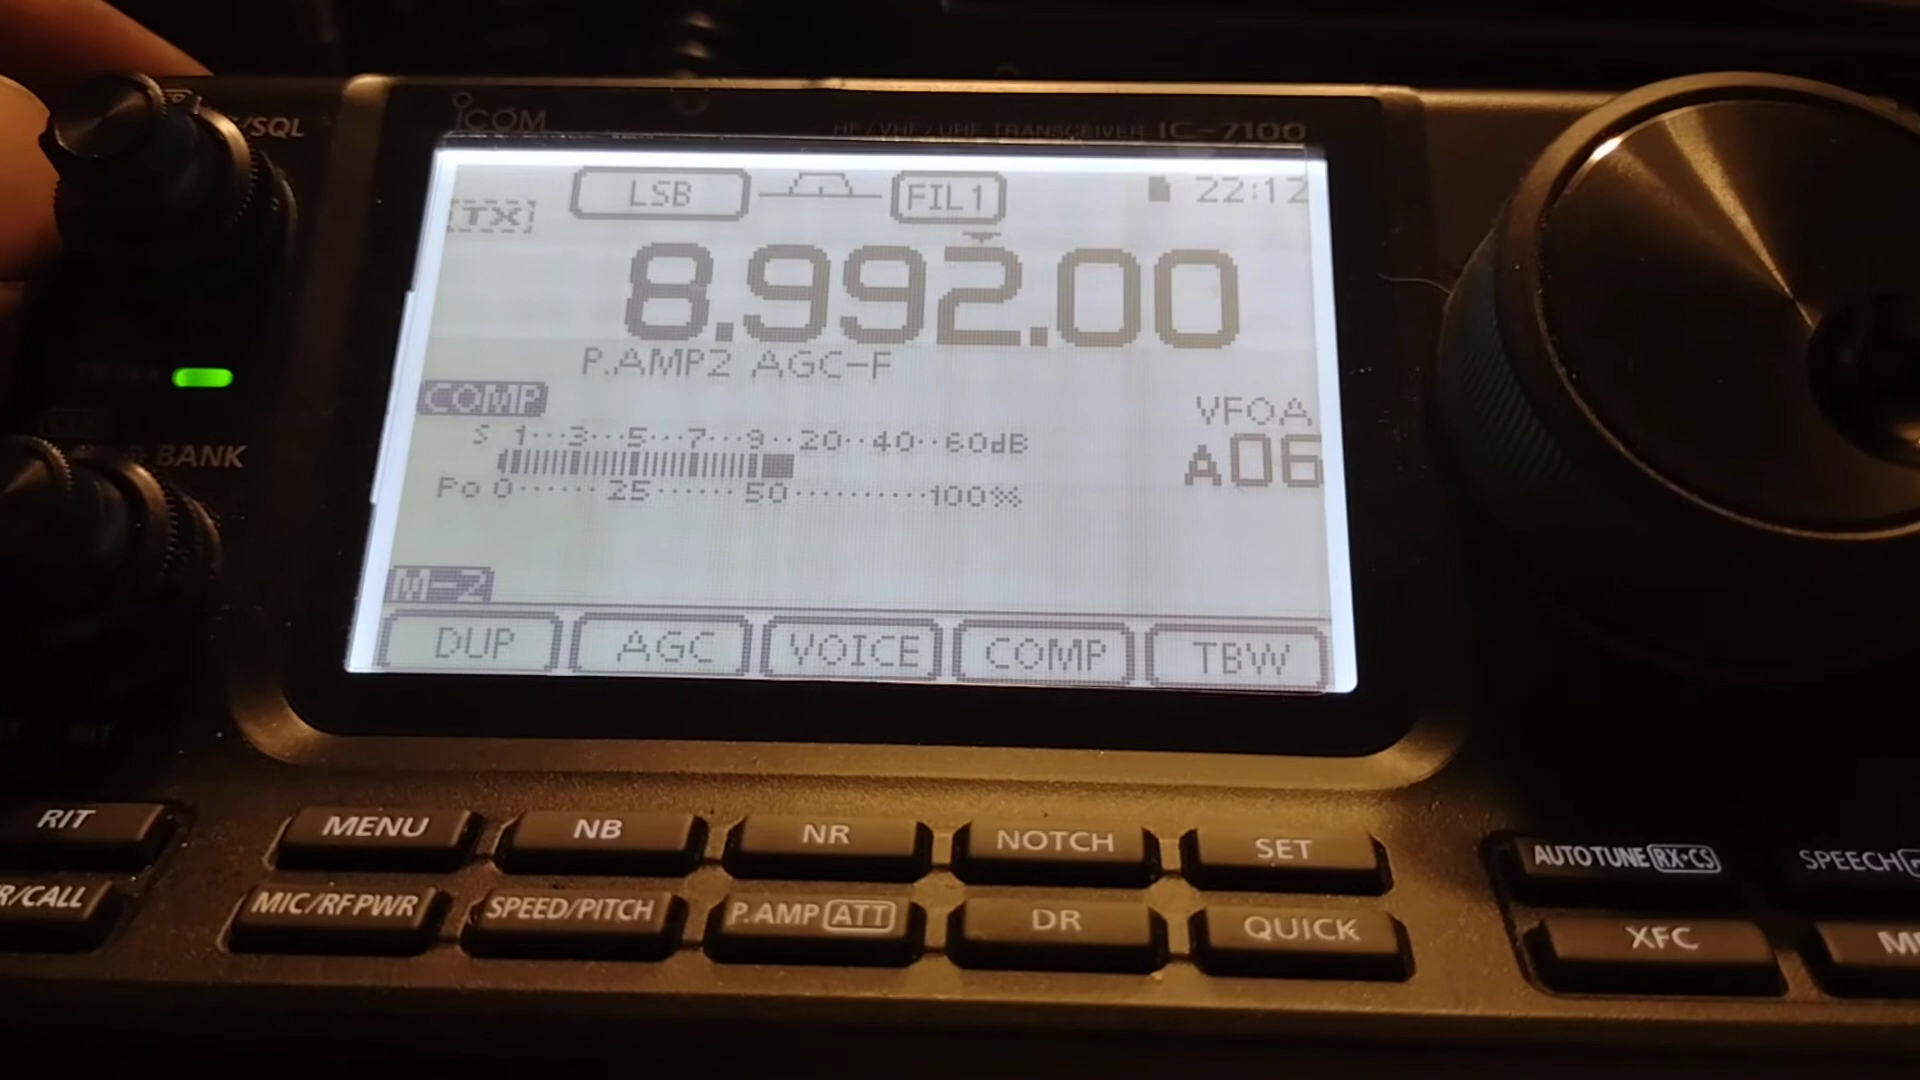 /SQL
ICOM
HF/VHF/UHF TRANSCEIVER IC-7100
TX LSB FIL1 22:12
8.992.00
P.AMP2 AGC-F
COMP
VFOA
S 1···3···5···7···9··20··40··60dB
A06
Po 0······25······50·········100%
M-2
DUP AGC VOICE COMP TBW
BANK
RIT MENU NB NR NOTCH SET AUTO TUNE RX→CS SPEECH
R/CALL MIC/RF PWR SPEED/PITCH P.AMP ATT DR QUICK XFC